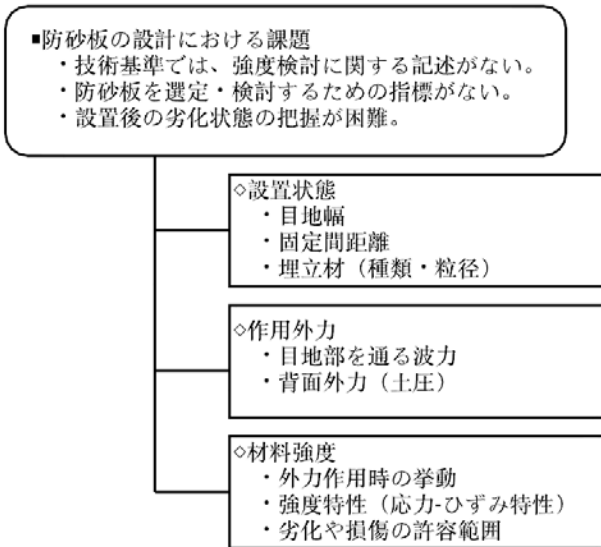 ■防砂板の設計における課題
・技術基準では、強度検討に関する記述がない。
・防砂板を選定・検討するための指標がない。
・設置後の劣化状態の把握が困難。
◇設置状態
・目地幅
・固定間距離
・埋立材（種類・粒径）
◇作用外力
・目地部を通る波力
・背面外力（土圧）
◇材料強度
・外力作用時の挙動
・強度特性（応力-ひずみ特性）
・劣化や損傷の許容範囲